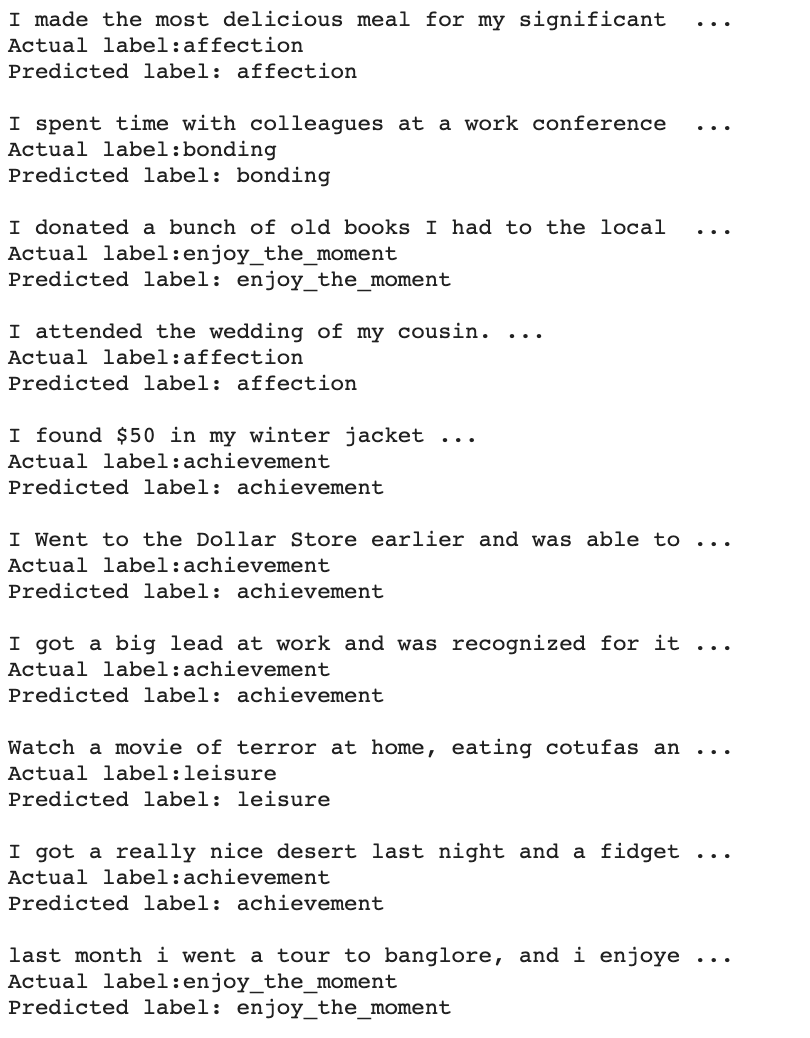 I made the most delicious meal for my significant  ...
Actual label:affection
Predicted label: affection
I spent time with colleagues at a work conference  ...
Actual label:bonding
Predicted label: bonding
I donated a bunch of old books I had to the local  ...
Actual label:enjoy_the_moment
Predicted label: enjoy_the_moment
I attended the wedding of my cousin. ...
Actual label:affection
Predicted label: affection
I found $50 in my winter jacket ...
Actual label:achievement
Predicted label: achievement
I Went to the Dollar Store earlier and was able to ...
Actual label:achievement
Predicted label: achievement
I got a big lead at work and was recognized for it ...
Actual label:achievement
Predicted label: achievement
Watch a movie of terror at home, eating cotufas an ...
Actual label:leisure
Predicted label: leisure
I got a really nice desert last night and a fidget ...
Actual label:achievement
Predicted label: achievement
last month i went a tour to banglore, and i enjoye ...
Actual label:enjoy_the_moment
Predicted label: enjoy_the_moment